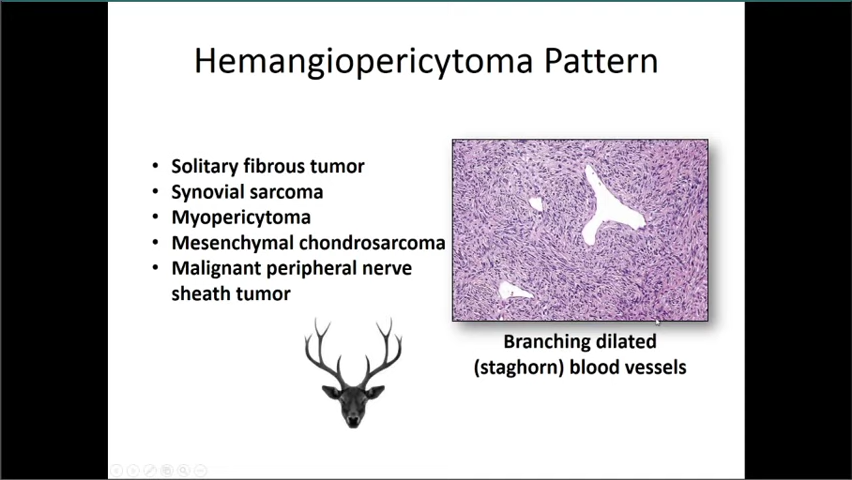 Hemangiopericytoma Pattern
• Solitary fibrous tumor
• Synovial sarcoma
• Myopericytoma
• Mesenchymal chondrosarcoma
• Malignant peripheral nerve
sheath tumor
Branching dilated
(staghorn) blood vessels